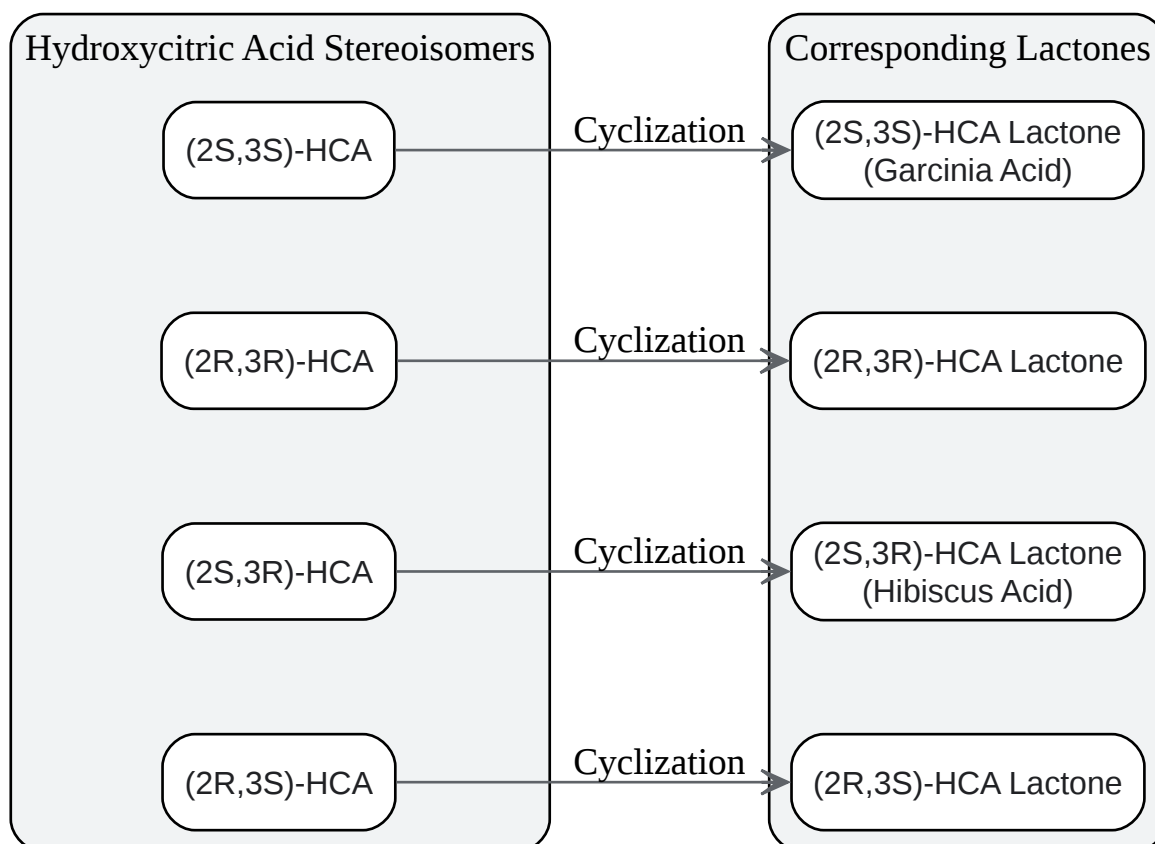 Hydroxycitric Acid Stereoisomers
Corresponding Lactones
(2S,3S)-HCA
Cyclization
(2S,3S)-HCA Lactone
(Garcinia Acid)
(2R,3R)-HCA
Cyclization
(2R,3R)-HCA Lactone
(2S,3R)-HCA
Cyclization
(2S,3R)-HCA Lactone
(Hibiscus Acid)
(2R,3S)-HCA
Cyclization
(2R,3S)-HCA Lactone